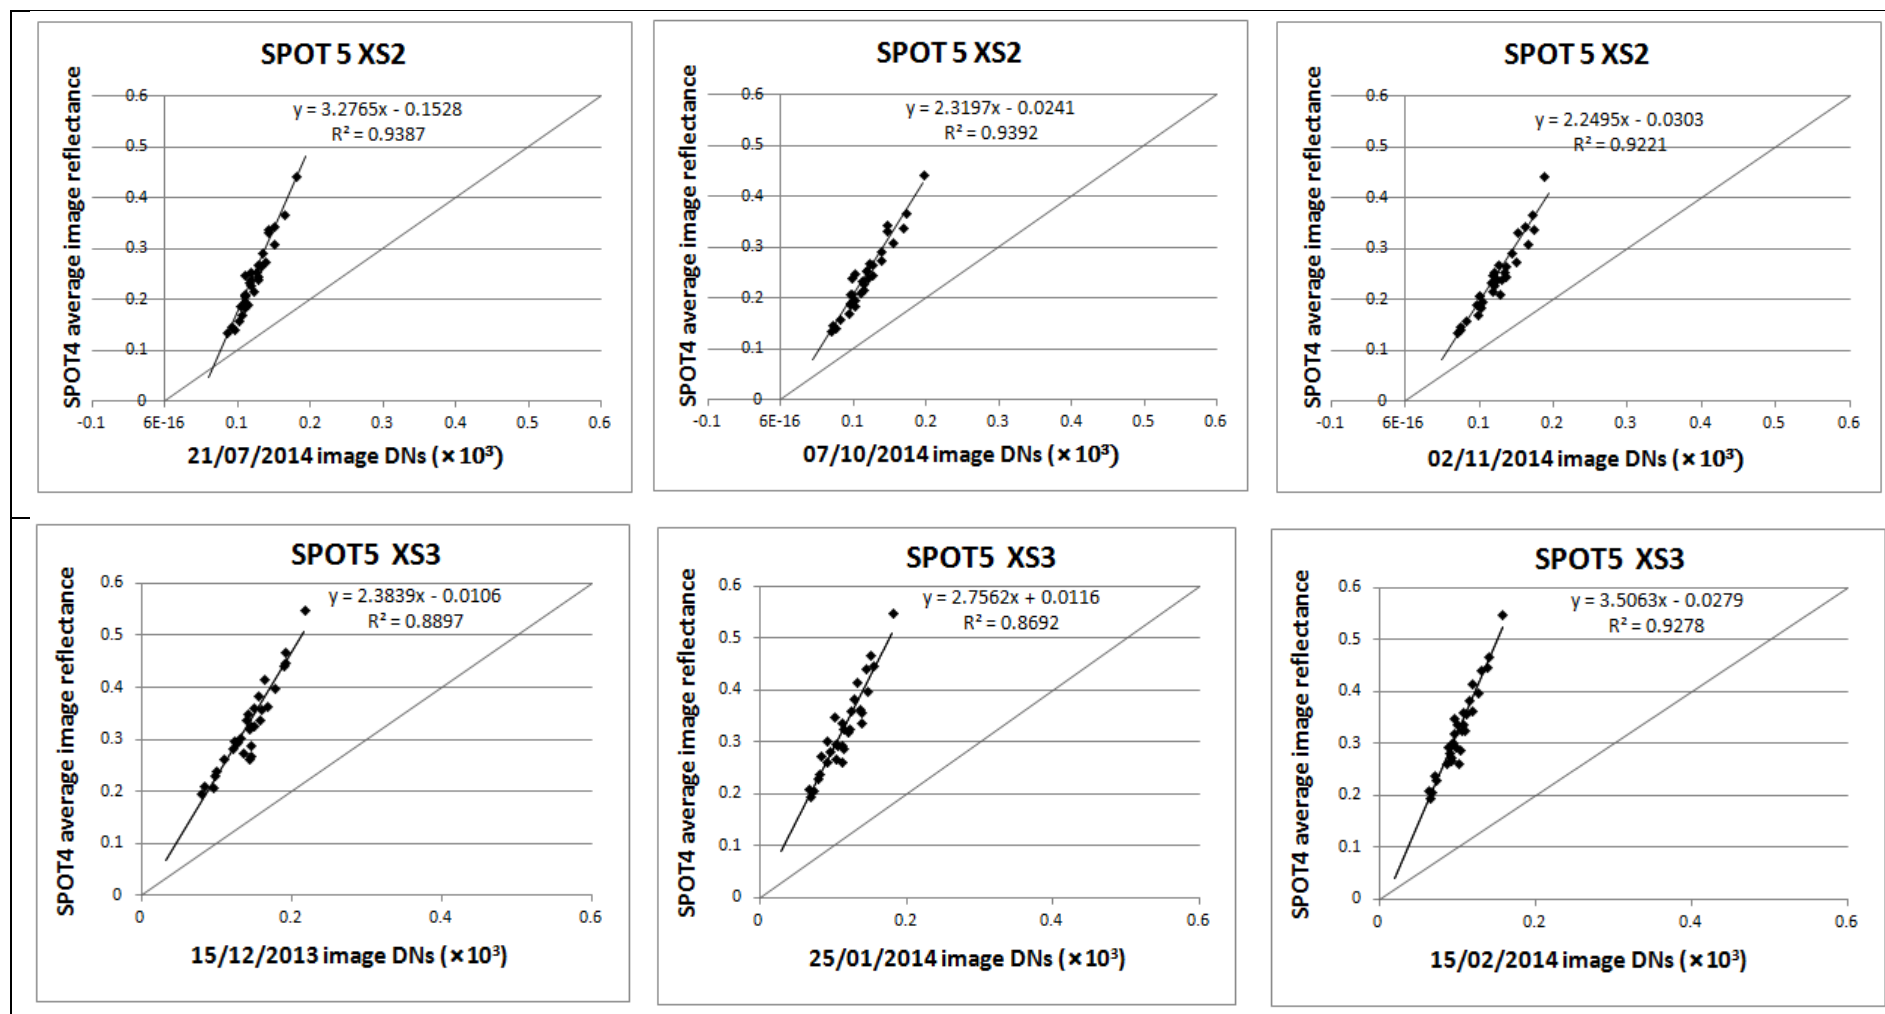 SPOT 5 XS2
SPOT4 average image reflectance
y = 3.2765x - 0.1528
R² = 0.9387
0.6
0.5
0.4
0.3
0.2
0.1
0
-0.1 6E-16 0.1 0.2 0.3 0.4 0.5 0.6
21/07/2014 image DNs (×10³)
SPOT 5 XS2
SPOT4 average image reflectance
y = 2.3197x - 0.0241
R² = 0.9392
0.6
0.5
0.4
0.3
0.2
0.1
0
-0.1 6E-16 0.1 0.2 0.3 0.4 0.5 0.6
07/10/2014 image DNs (×10³)
SPOT 5 XS2
SPOT4 average image reflectance
y = 2.2495x - 0.0303
R² = 0.9221
0.6
0.5
0.4
0.3
0.2
0.1
0
-0.1 6E-16 0.1 0.2 0.3 0.4 0.5 0.6
02/11/2014 image DNs (×10³)
SPOT5 XS3
SPOT4 average image reflectance
y = 2.3839x - 0.0106
R² = 0.8897
0.6
0.5
0.4
0.3
0.2
0.1
0
0 0.2 0.4 0.6
15/12/2013 image DNs (×10³)
SPOT5 XS3
SPOT4 average image reflectance
y = 2.7562x + 0.0116
R² = 0.8692
0.6
0.5
0.4
0.3
0.2
0.1
0
0 0.2 0.4 0.6
25/01/2014 image DNs (×10³)
SPOT5 XS3
SPOT4 average image reflectance
y = 3.5063x - 0.0279
R² = 0.9278
0.6
0.5
0.4
0.3
0.2
0.1
0
0 0.2 0.4 0.6
15/02/2014 image DNs (×10³)